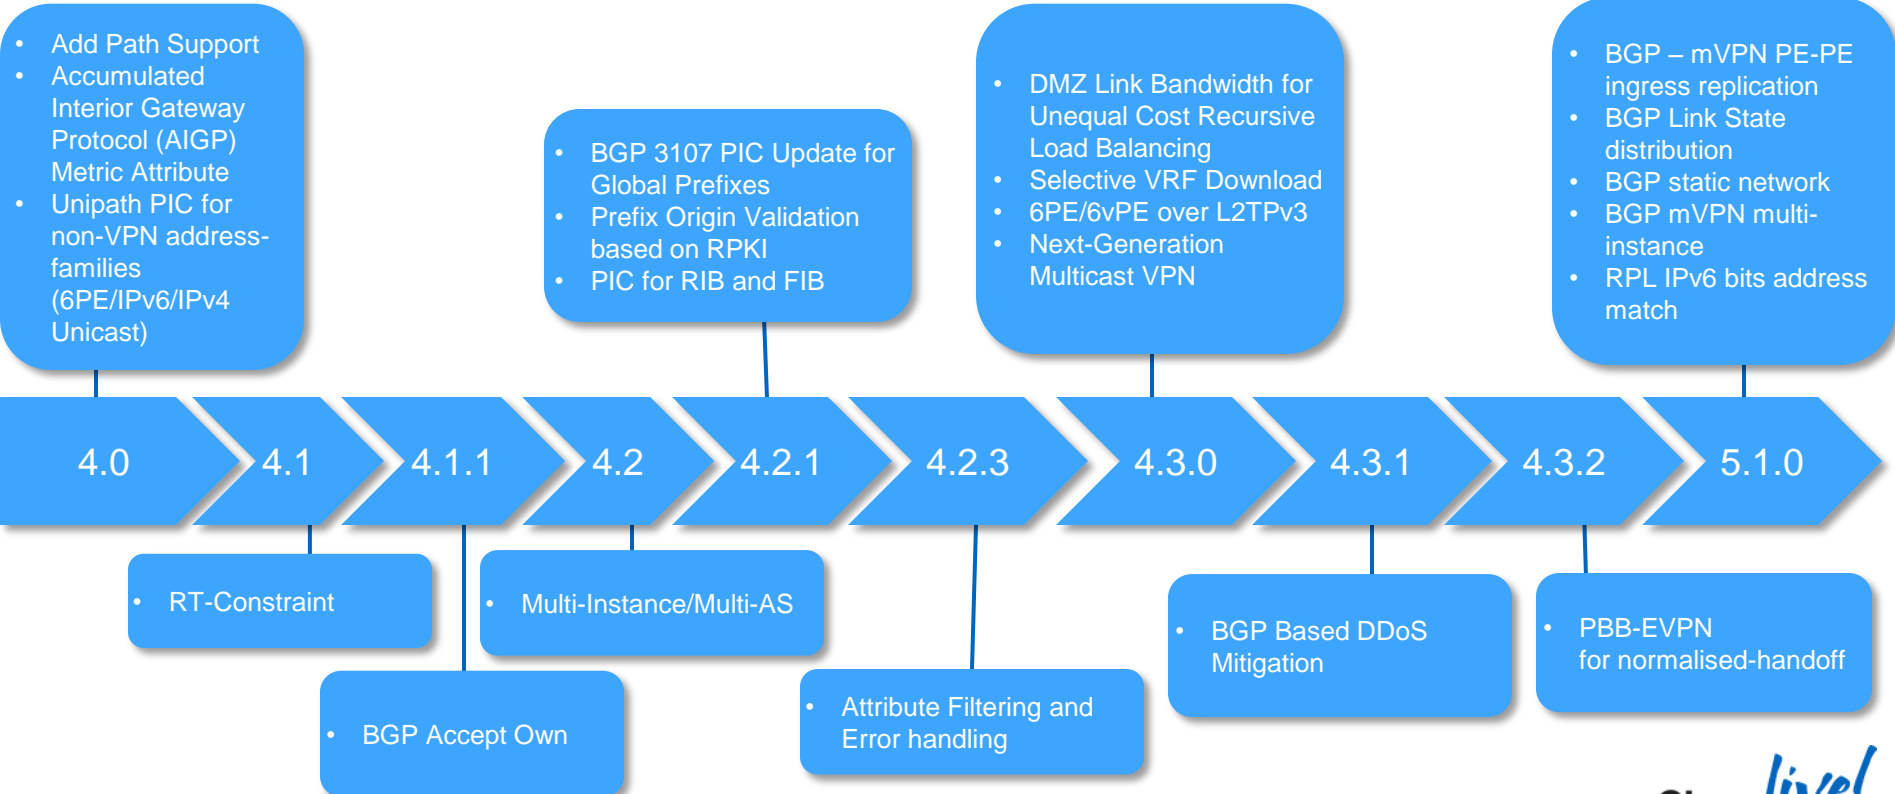 • Add Path Support
• Accumulated
Interior Gateway
Protocol (AIGP)
Metric Attribute
• Unipath PIC for
non-VPN address-
families
(6PE/IPv6/IPv4
Unicast)
• BGP 3107 PIC Update for
Global Prefixes
• Prefix Origin Validation
based on RPKI
• PIC for RIB and FIB
• DMZ Link Bandwidth for
Unequal Cost Recursive
Load Balancing
• Selective VRF Download
• 6PE/6vPE over L2TPv3
• Next-Generation
Multicast VPN
• BGP – mVPN PE-PE
ingress replication
• BGP Link State
distribution
• BGP static network
• BGP mVPN multi-
instance
• RPL IPv6 bits address
match
4.0
4.1
4.1.1
4.2
4.2.1
4.2.3
4.3.0
4.3.1
4.3.2
5.1.0
• RT-Constraint
• BGP Accept Own
• Multi-Instance/Multi-AS
• Attribute Filtering and
Error handling
• BGP Based DDoS
Mitigation
• PBB-EVPN
for normalised-handoff
live!